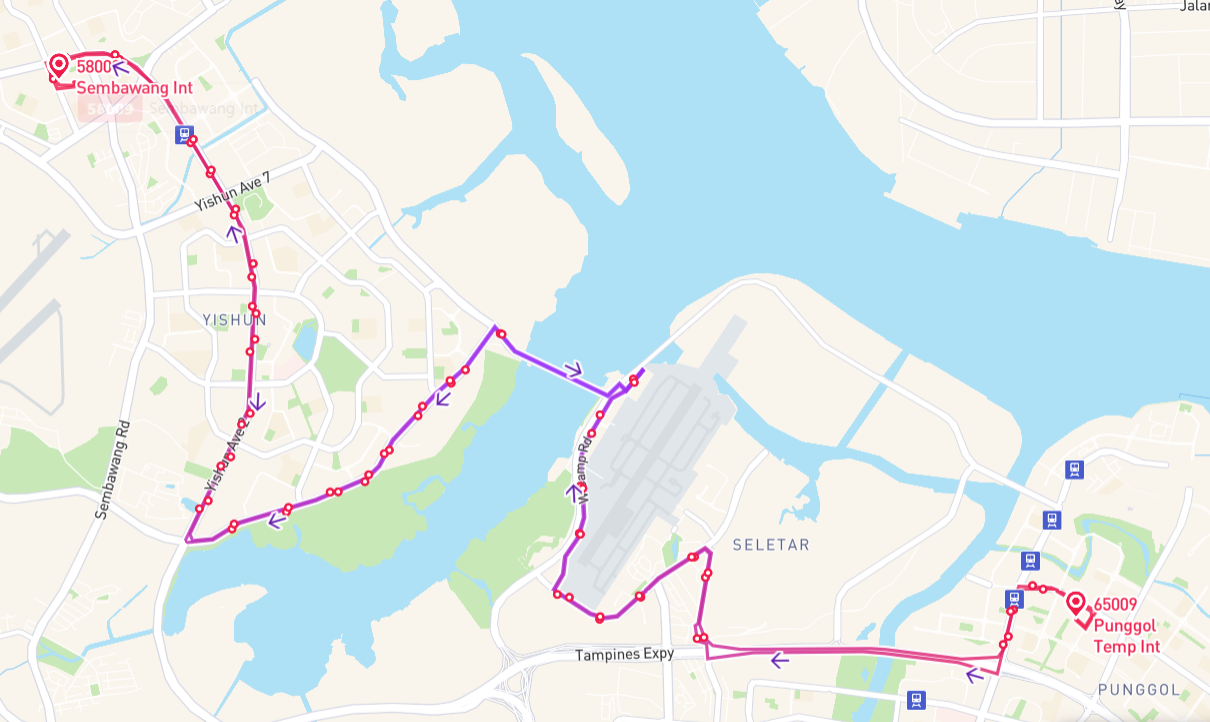 Jalan
5800
Sembawang Int
Sembawang Int
Yishun Ave 7
YISHUN
Yishun Ave 2
Sembawang Rd
W Camp Rd
SELETAR
65009
Punggol
Temp Int
Tampines Expy
PUNGGOL